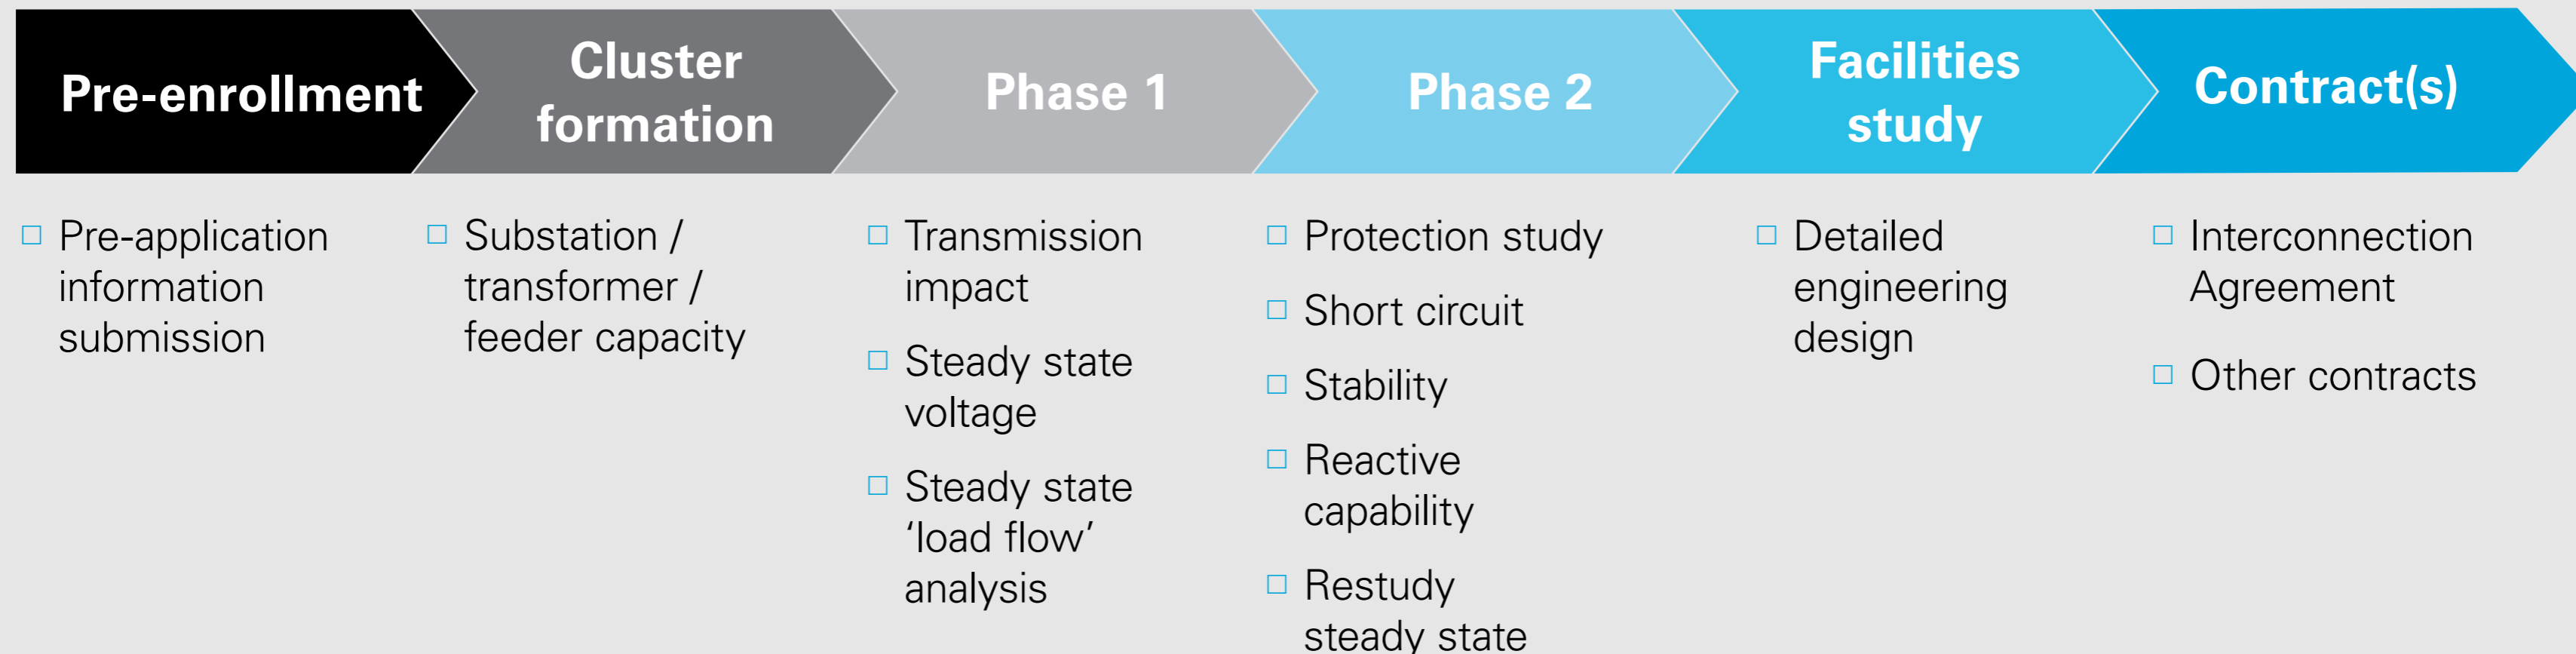 Pre-enrollment
Cluster
formation
Phase 1
Phase 2
Facilities
study
Contract(s)
Pre-application
information
submission
Substation /
transformer /
feeder capacity
Transmission
impact
Steady state
voltage
Steady state
‘load flow’
analysis
Protection study
Short circuit
Stability
Reactive
capability
Restudy
steady state
Detailed
engineering
design
Interconnection
Agreement
Other contracts